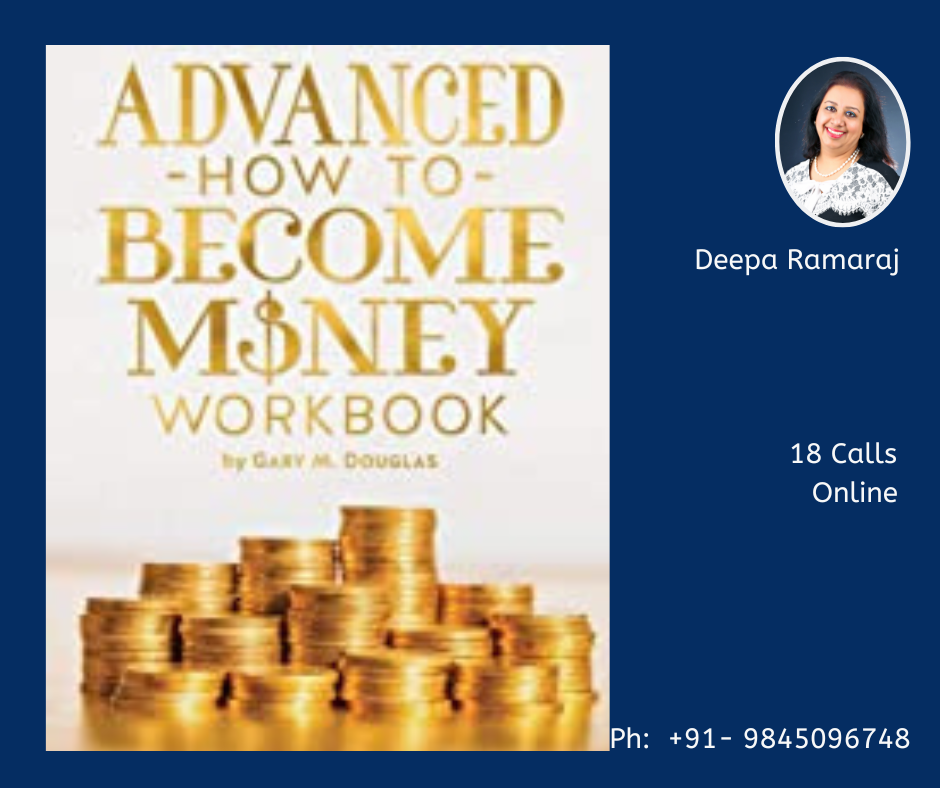 ADVANCED
-HOW TO-
BECOME
M$NEY
WORKBOOK
by GARY M. DOUGLAS
Deepa Ramaraj
18 Calls
Online
Ph: +91- 9845096748